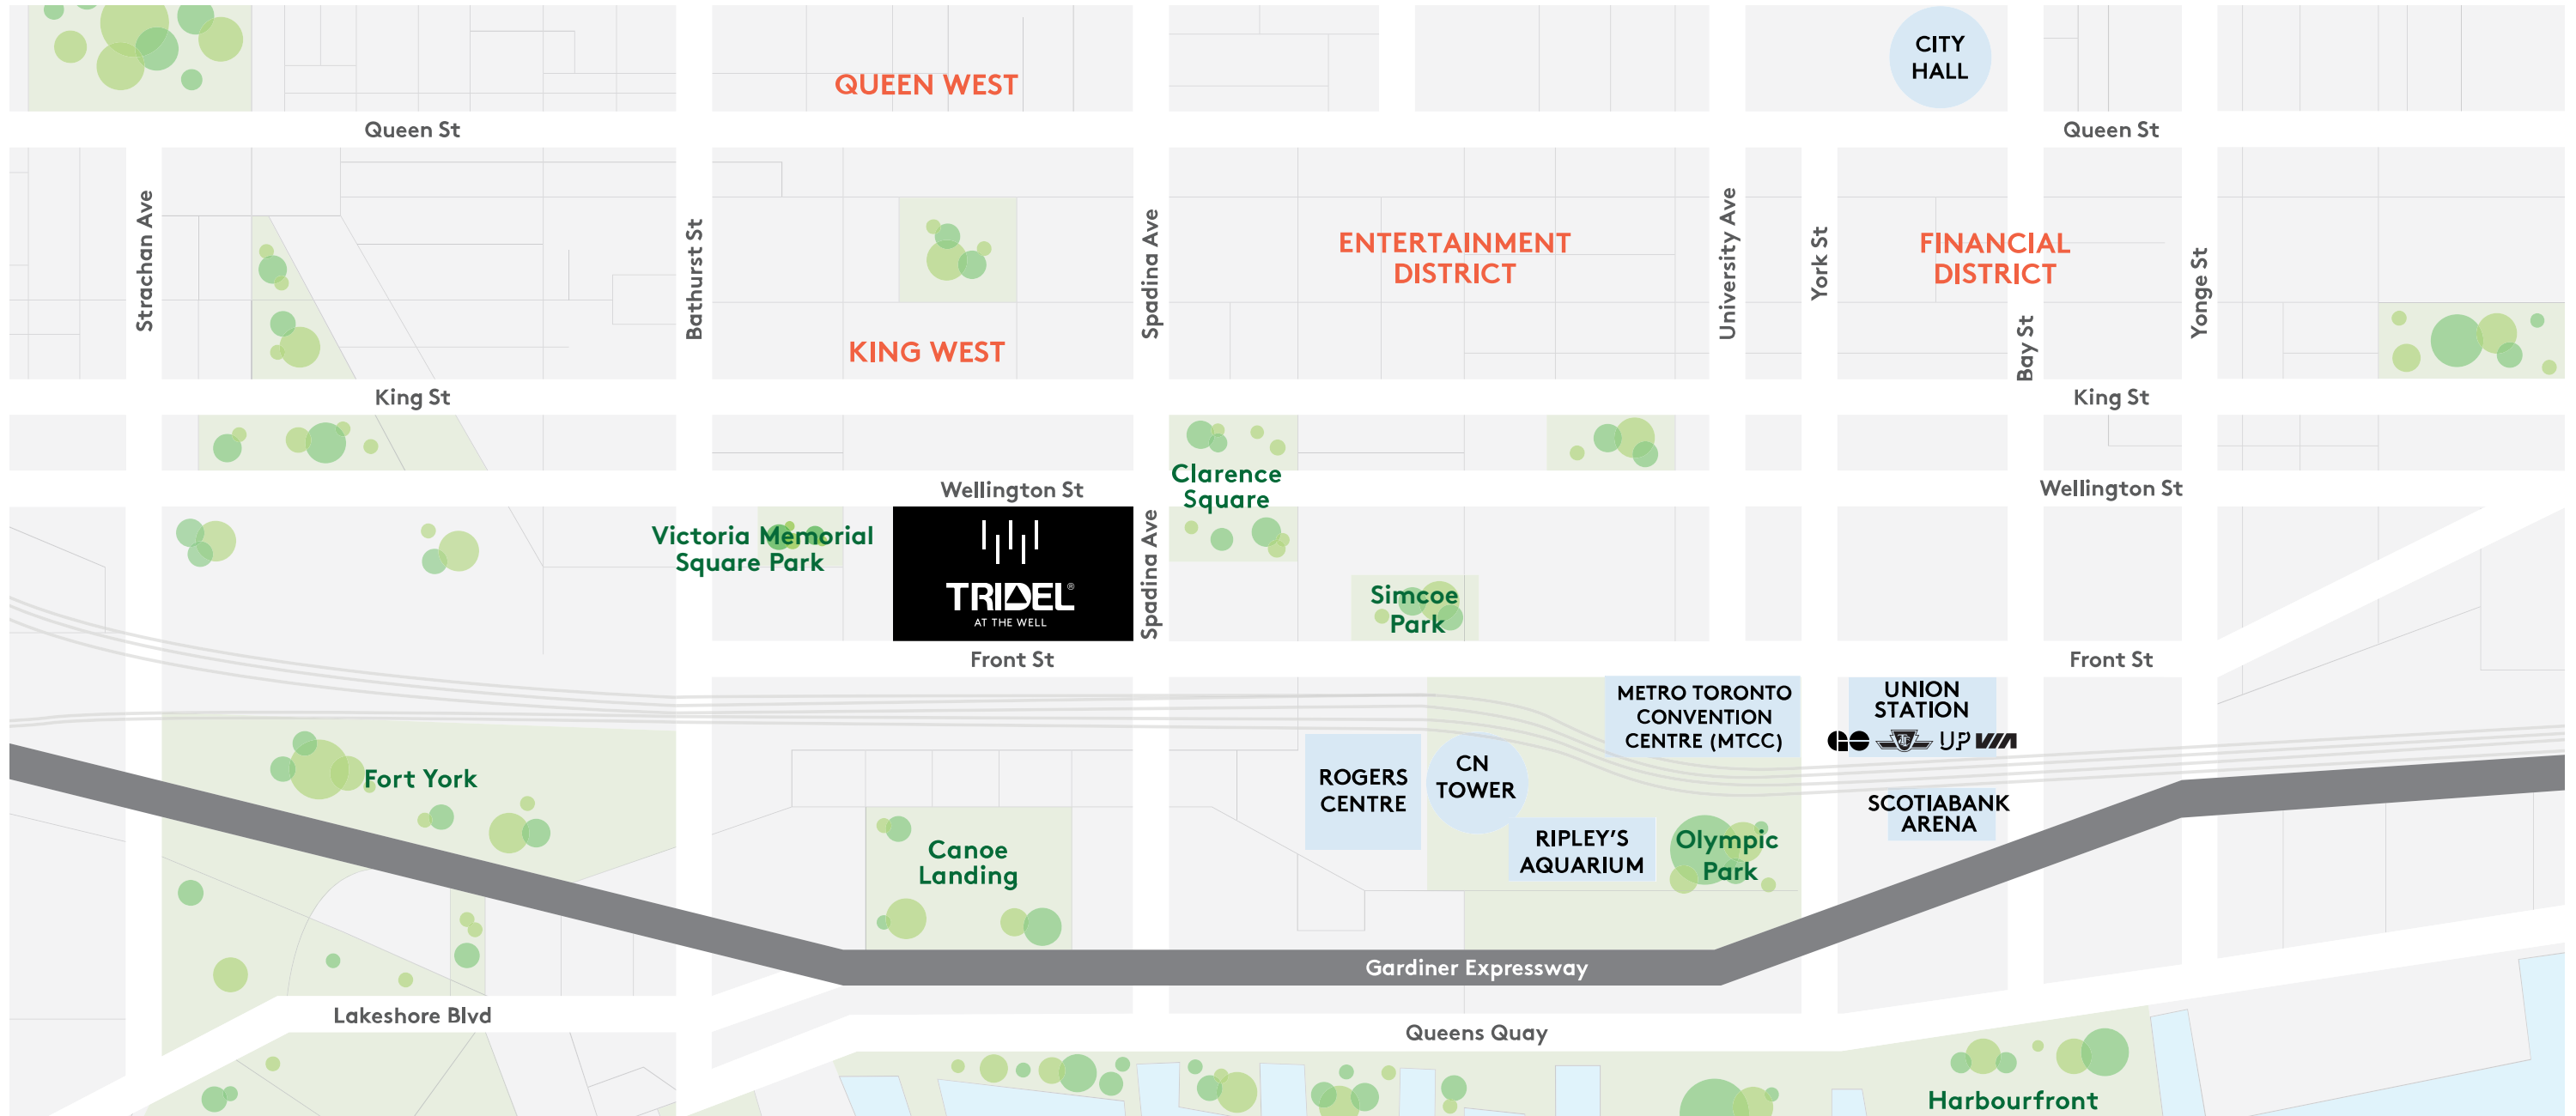 CITY
HALL
QUEEN WEST
Queen St
Queen St
Strachan Ave
Bathurst St
Spadina Ave
University Ave
York St
Bay St
Yonge St
ENTERTAINMENT
DISTRICT
FINANCIAL
DISTRICT
KING WEST
King St
King St
Clarence
Square
Wellington St
Wellington St
Victoria Memorial
Square Park
TRIDEL®
AT THE WELL
Spadina Ave
Simcoe
Park
Front St
Front St
METRO TORONTO
CONVENTION
CENTRE (MTCC)
UNION
STATION
GO TTC UP VIA
ROGERS
CENTRE
CN
TOWER
Fort York
SCOTIABANK
ARENA
RIPLEY’S
AQUARIUM
Olympic
Park
Canoe
Landing
Gardiner Expressway
Lakeshore Blvd
Queens Quay
Harbourfront